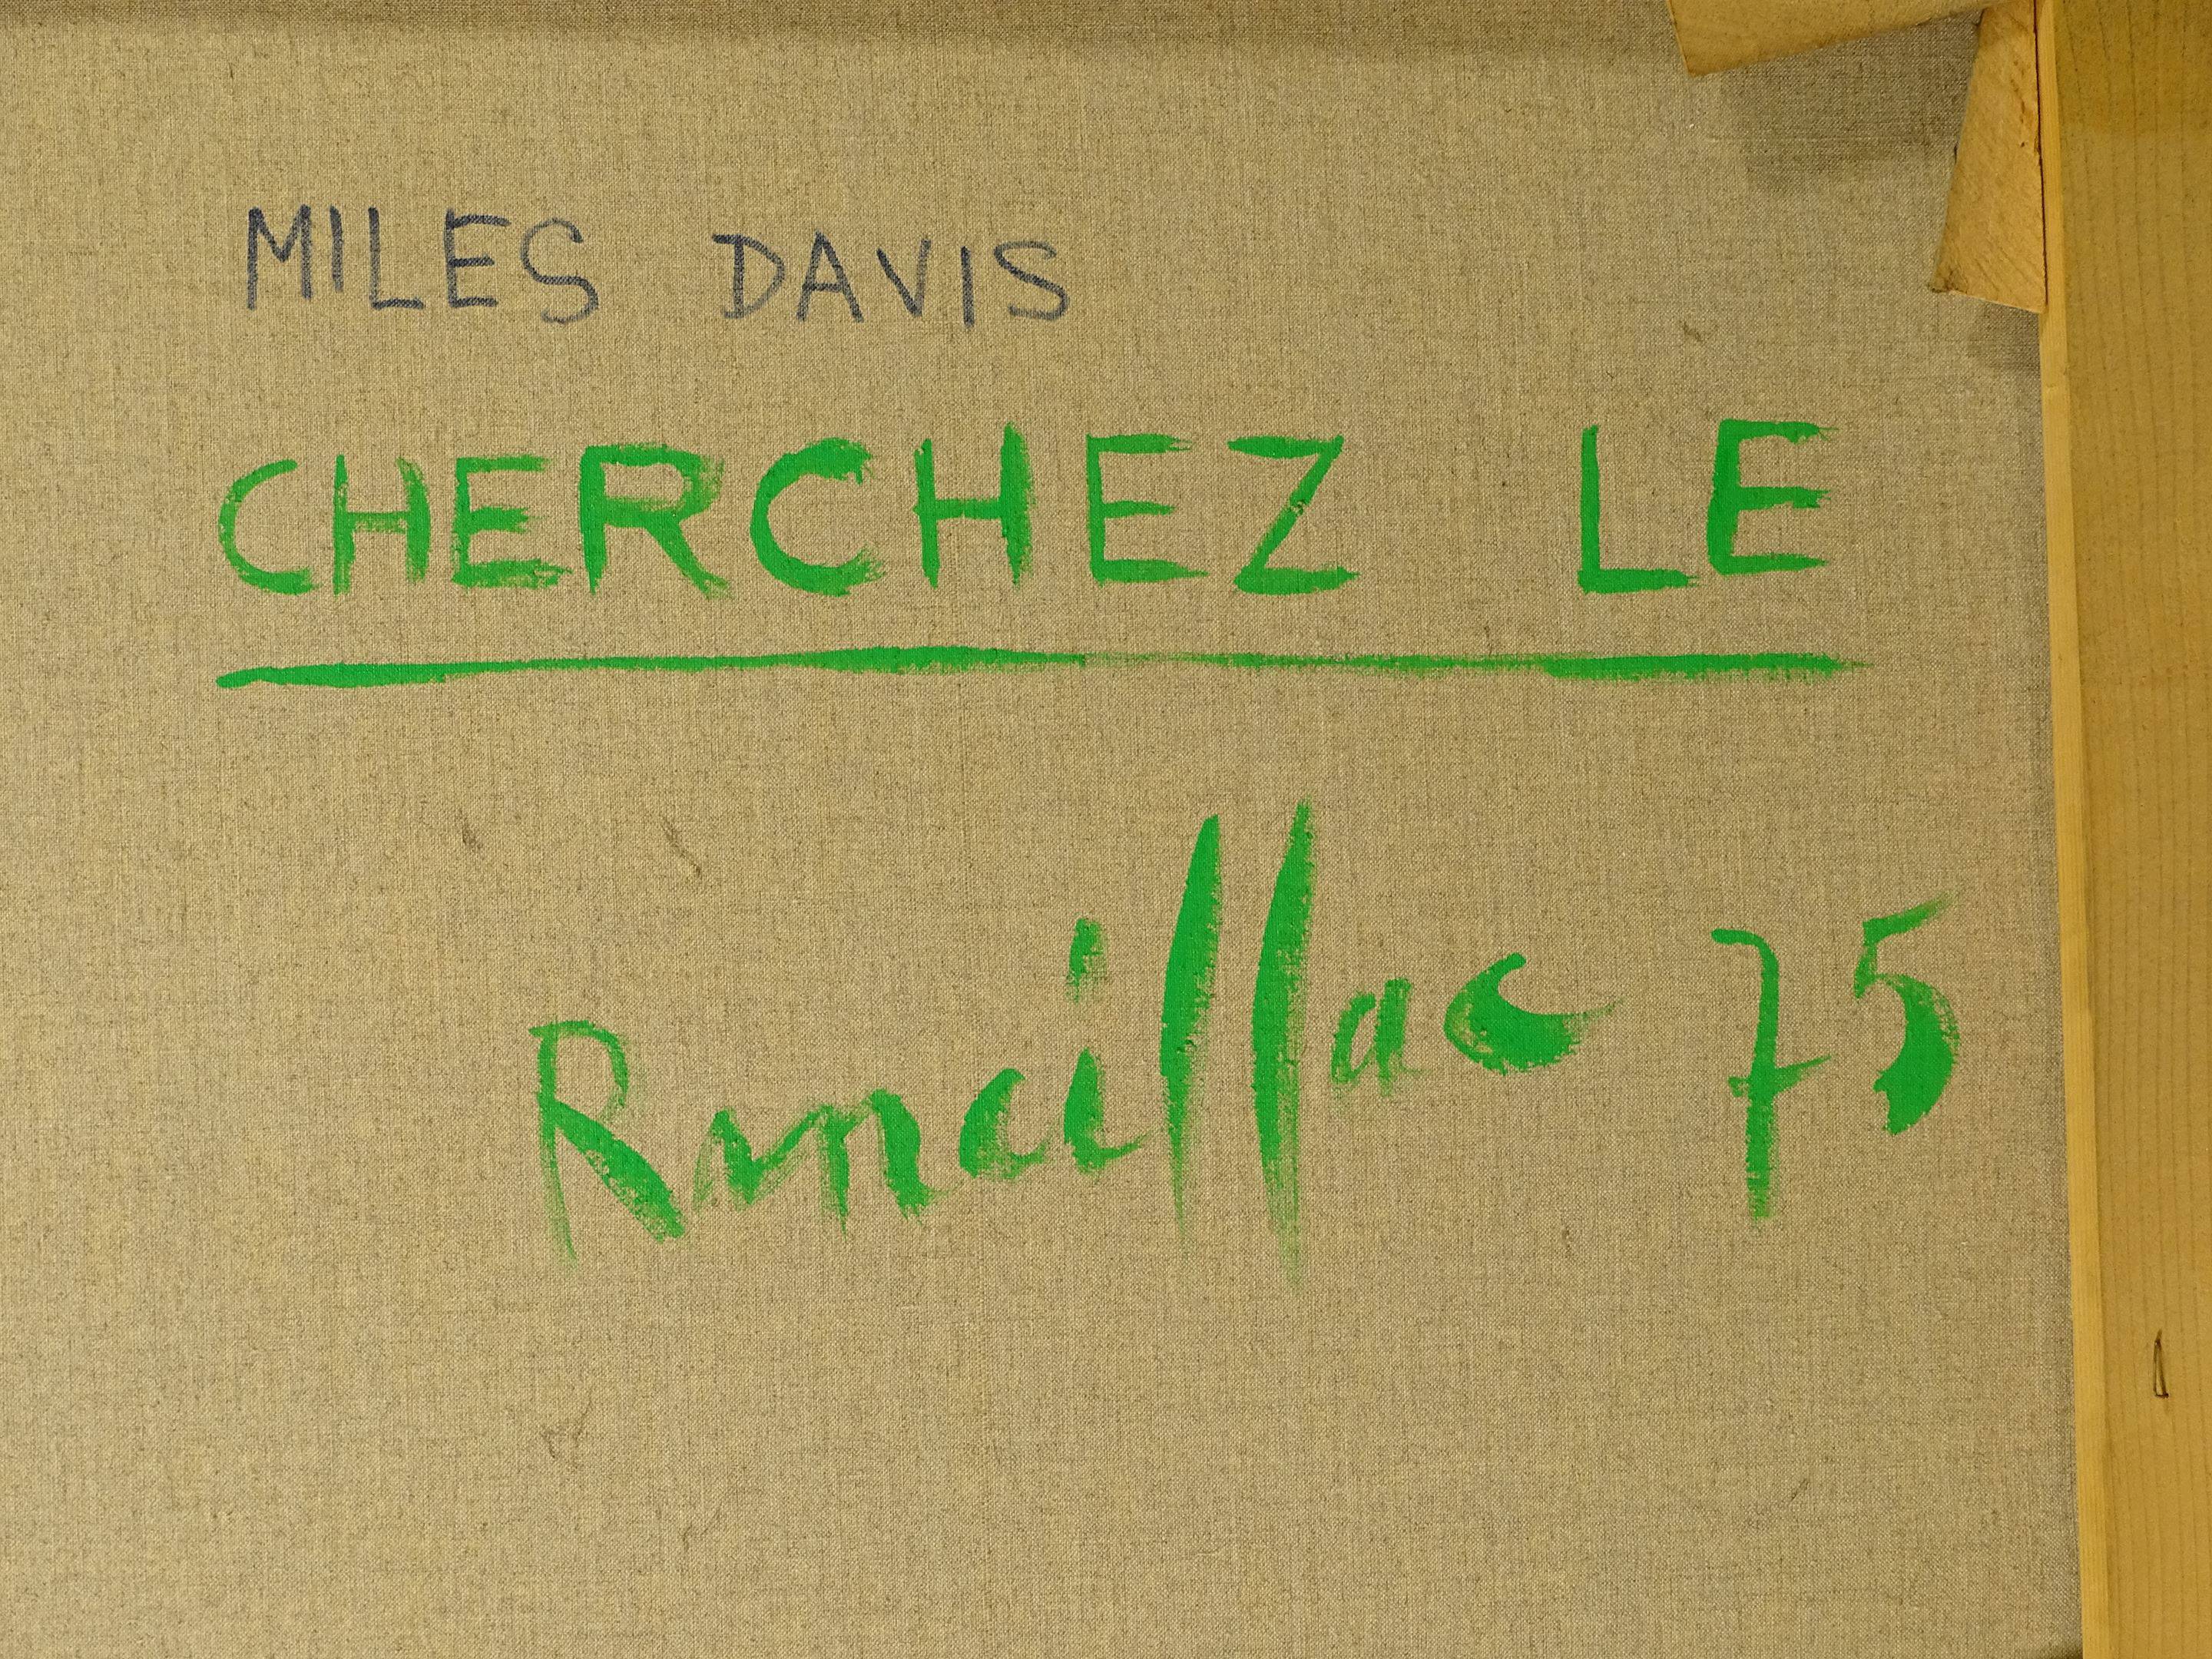 MILES DAVIS
CHERCHEZ LE
Rancillac 75